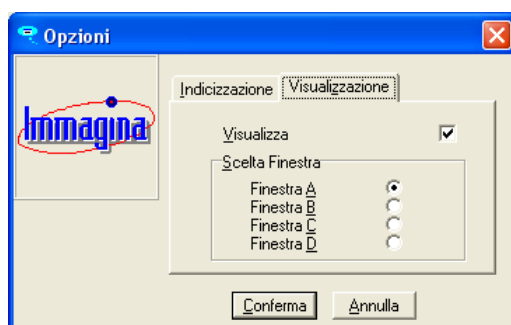 Opzioni
Immagina
Indicizzazione Visualizzazione
Visualizza
Scelta Finestra
Finestra A
Finestra B
Finestra C
Finestra D
Conferma Annulla